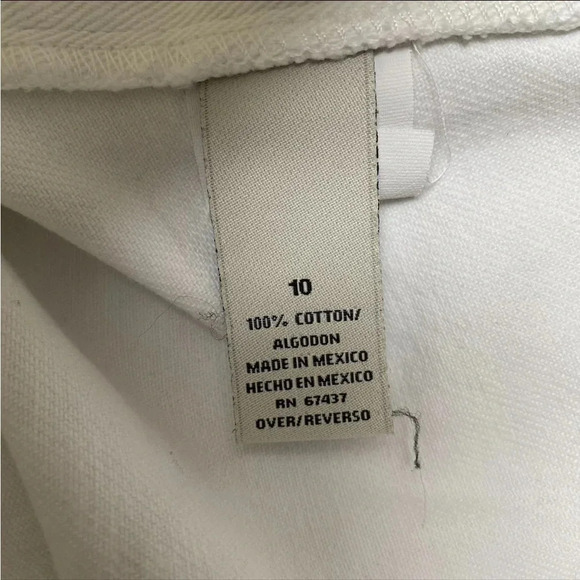 10
100% COTTON/
ALGODON
MADE IN MEXICO
HECHO EN MEXICO
RN 67437
OVER/REVERSO